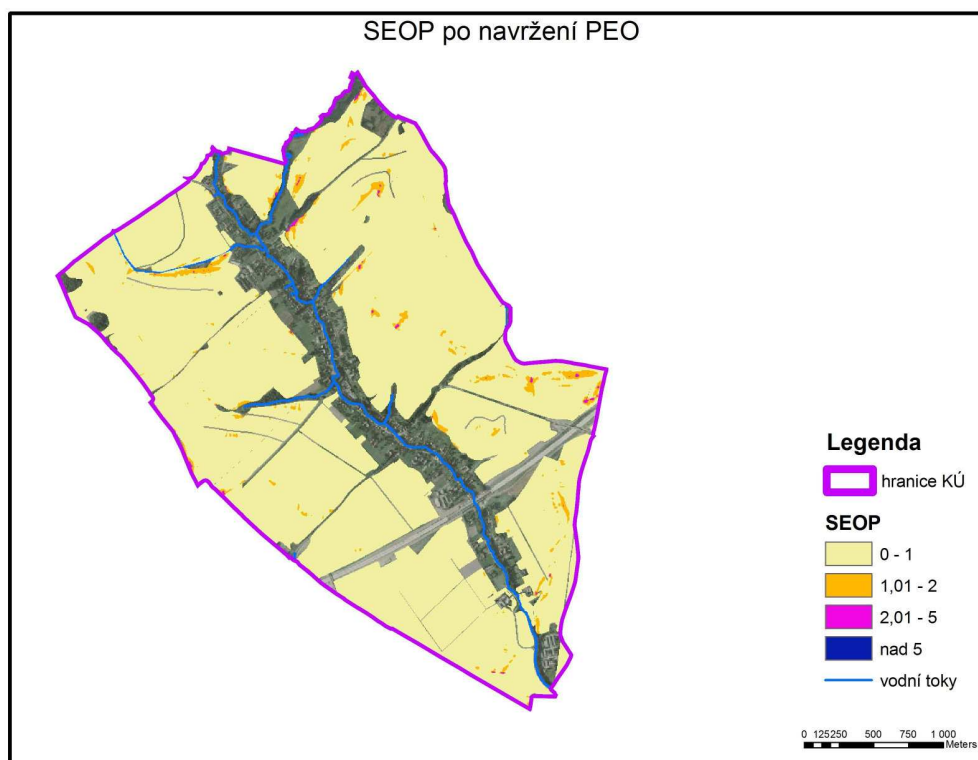 SEOP po navržení PEO
Legenda
hranice KÚ
SEOP
0 - 1
1,01 - 2
2,01 - 5
nad 5
vodní toky
0 125250 500 750 1 000
Meters